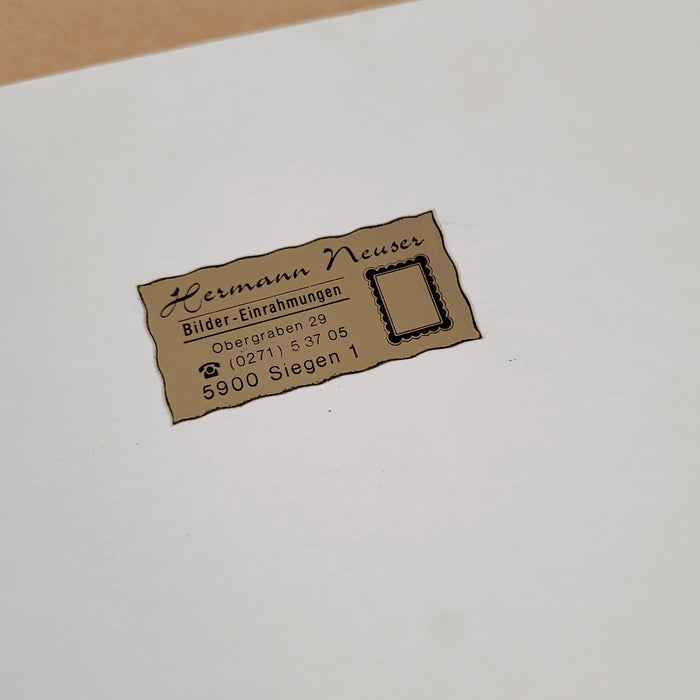 Hermann Neuser
Bilder-Einrahmungen
Obergraben 29
☎ (0271) 5 37 05
5900 Siegen 1